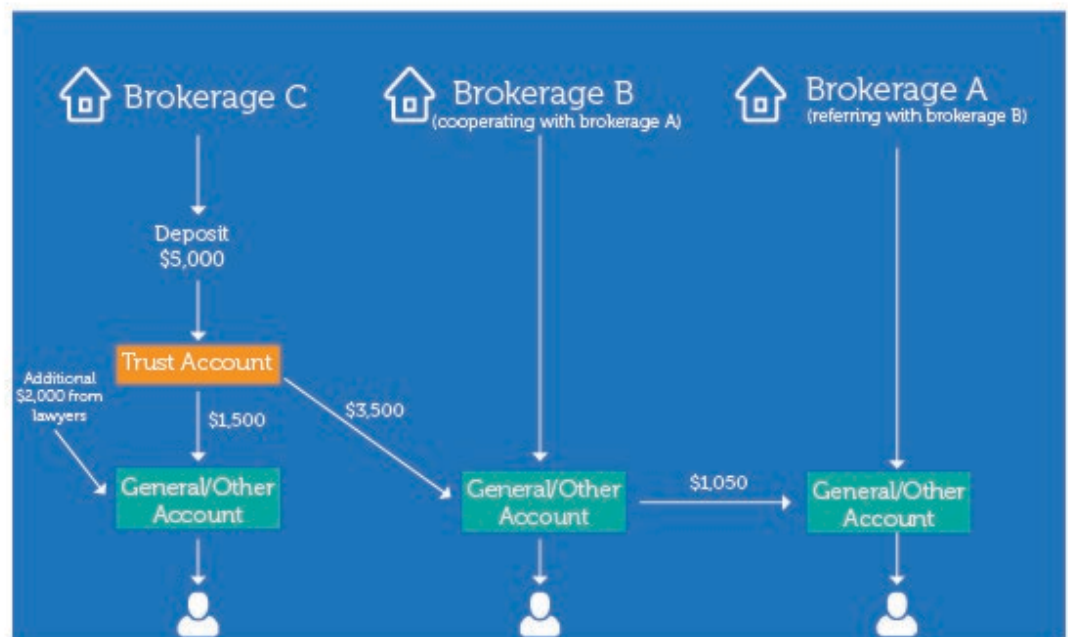 Brokerage C
Brokerage B
(cooperating with brokerage A)
Brokerage A
(referring with brokerage B)
Deposit
$5,000
Trust Account
Additional
$2,000 from
lawyers
$1,500
$3,500
General/Other
Account
General/Other
Account
$1,050
General/Other
Account